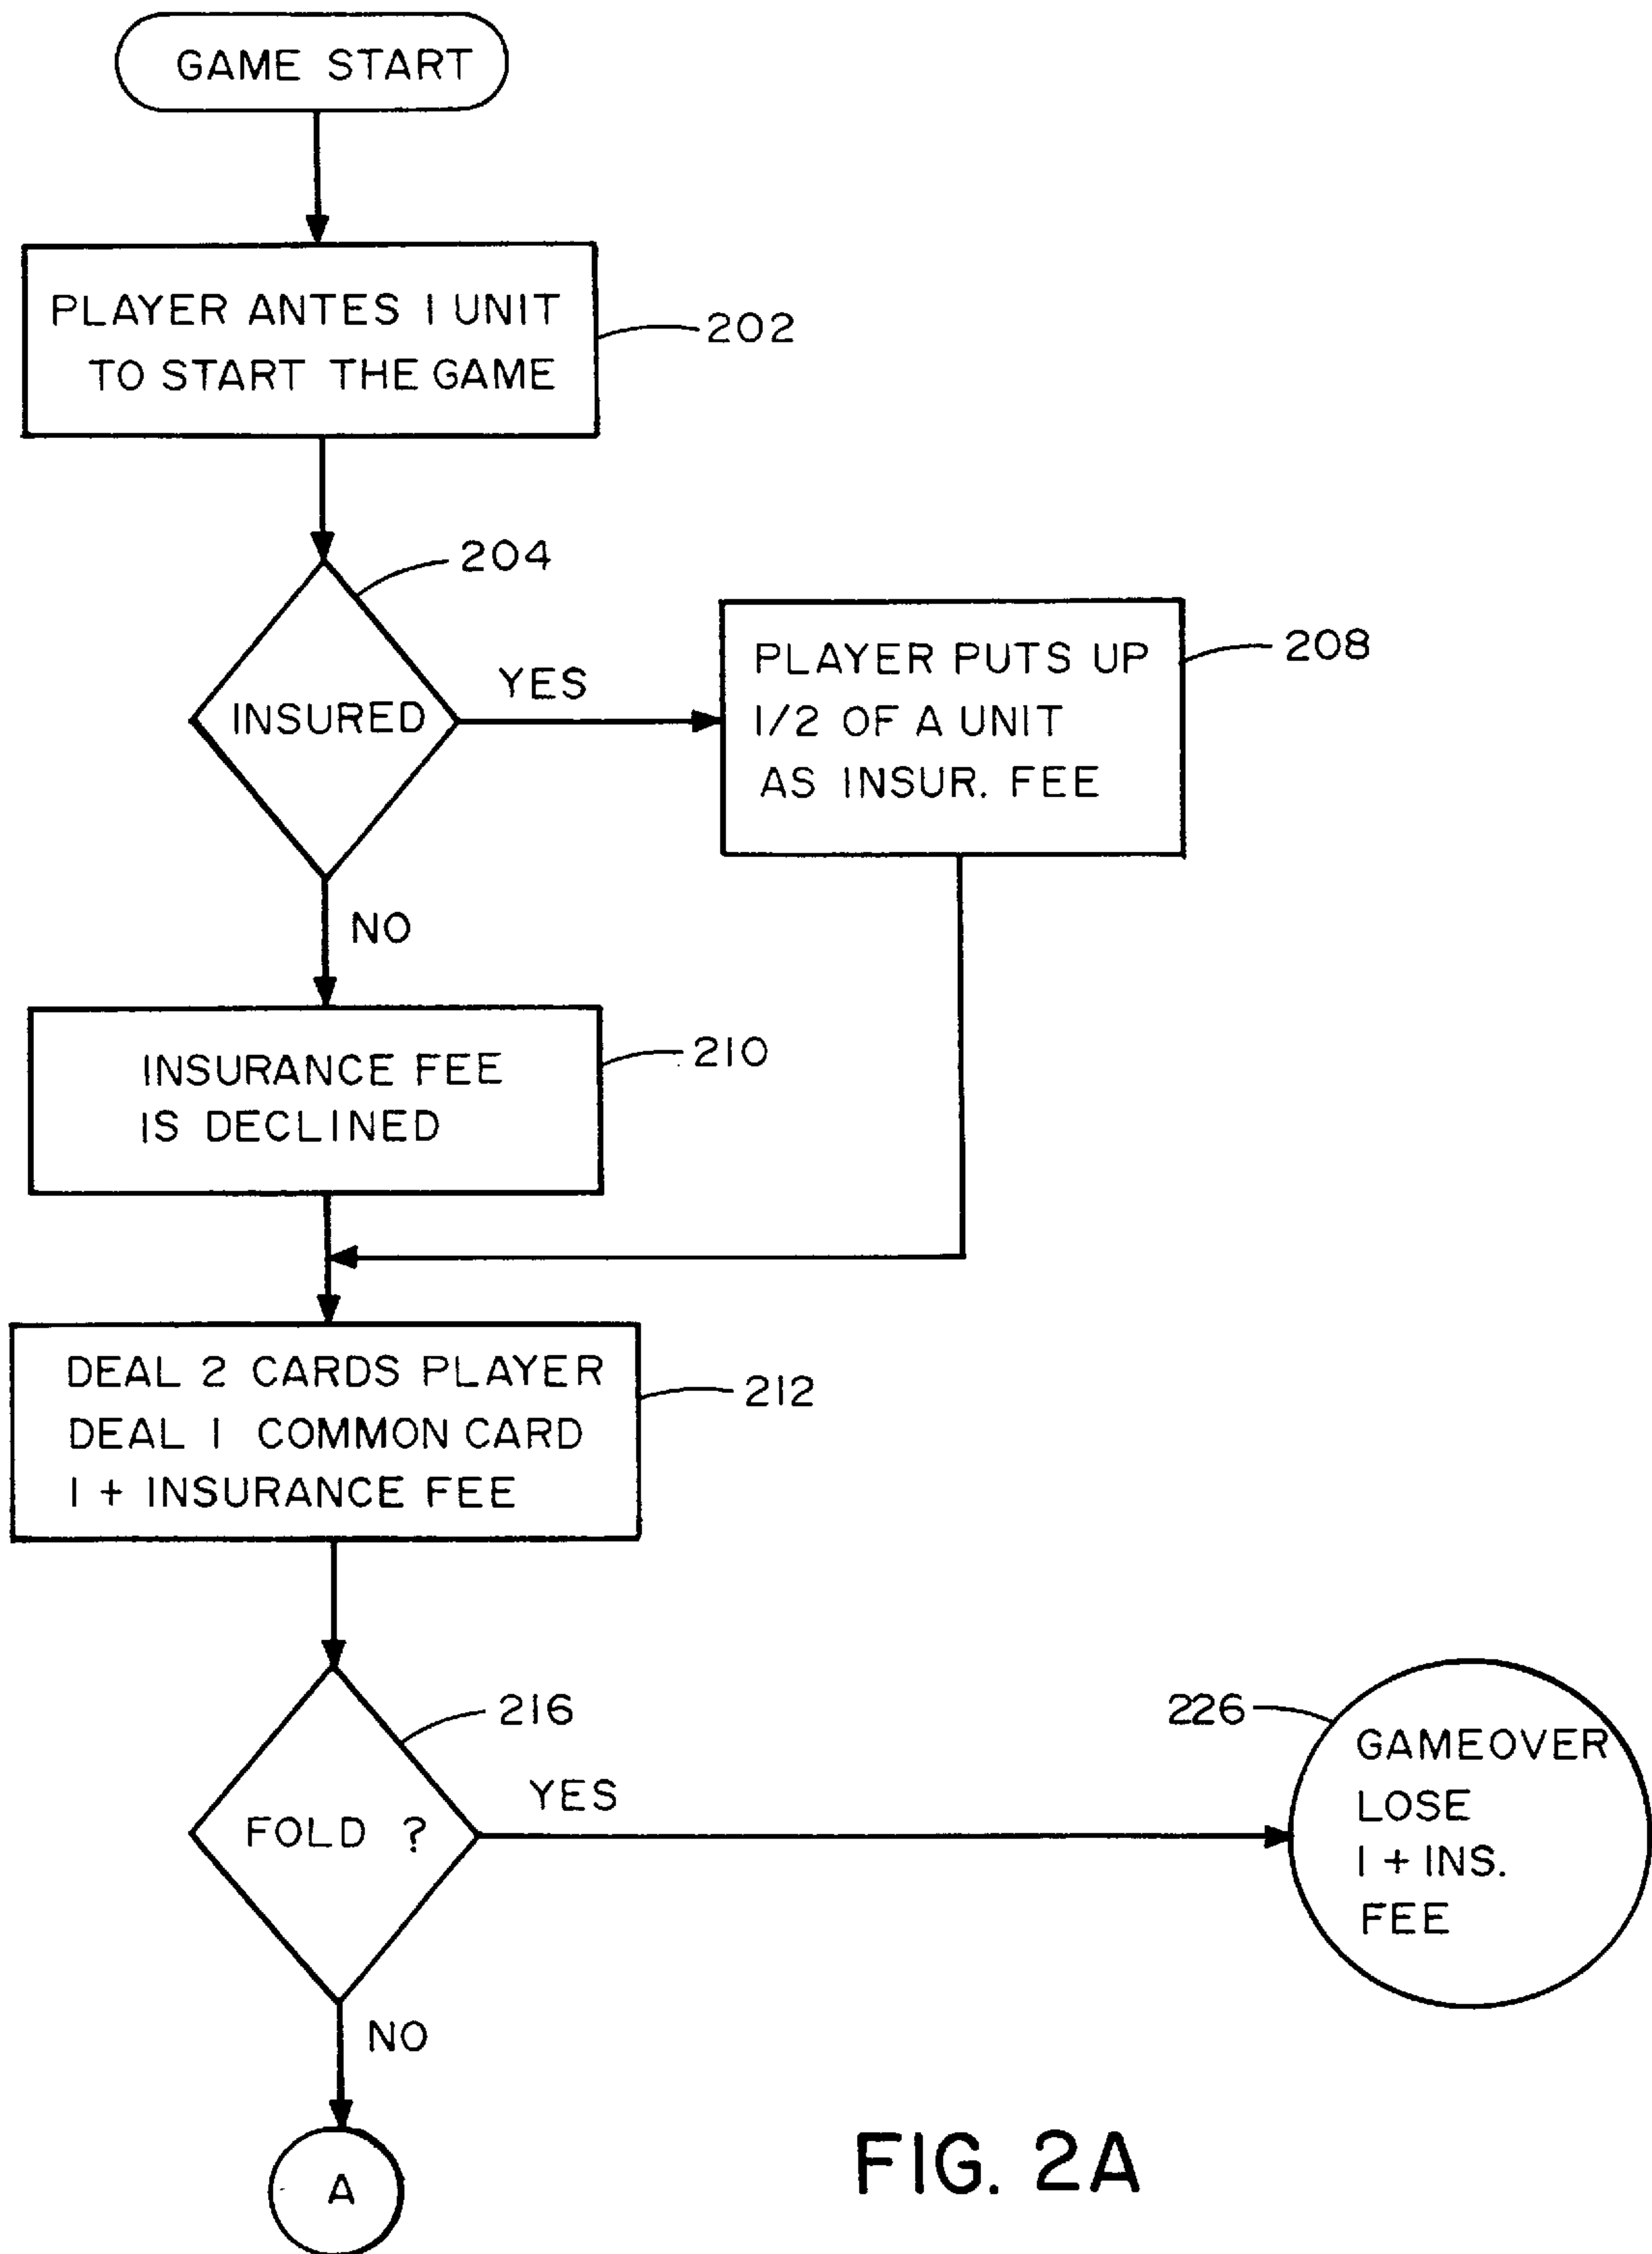 GAME START
PLAYER ANTES 1 UNIT
TO START THE GAME
202
204
INSURED
YES
PLAYER PUTS UP
1/2 OF A UNIT
AS INSUR. FEE
208
NO
INSURANCE FEE
IS DECLINED
210
DEAL 2 CARDS PLAYER
DEAL 1 COMMON CARD
1 + INSURANCE FEE
212
216
FOLD ?
YES
226
GAMEOVER
LOSE
1 + INS.
FEE
NO
A
FIG. 2A